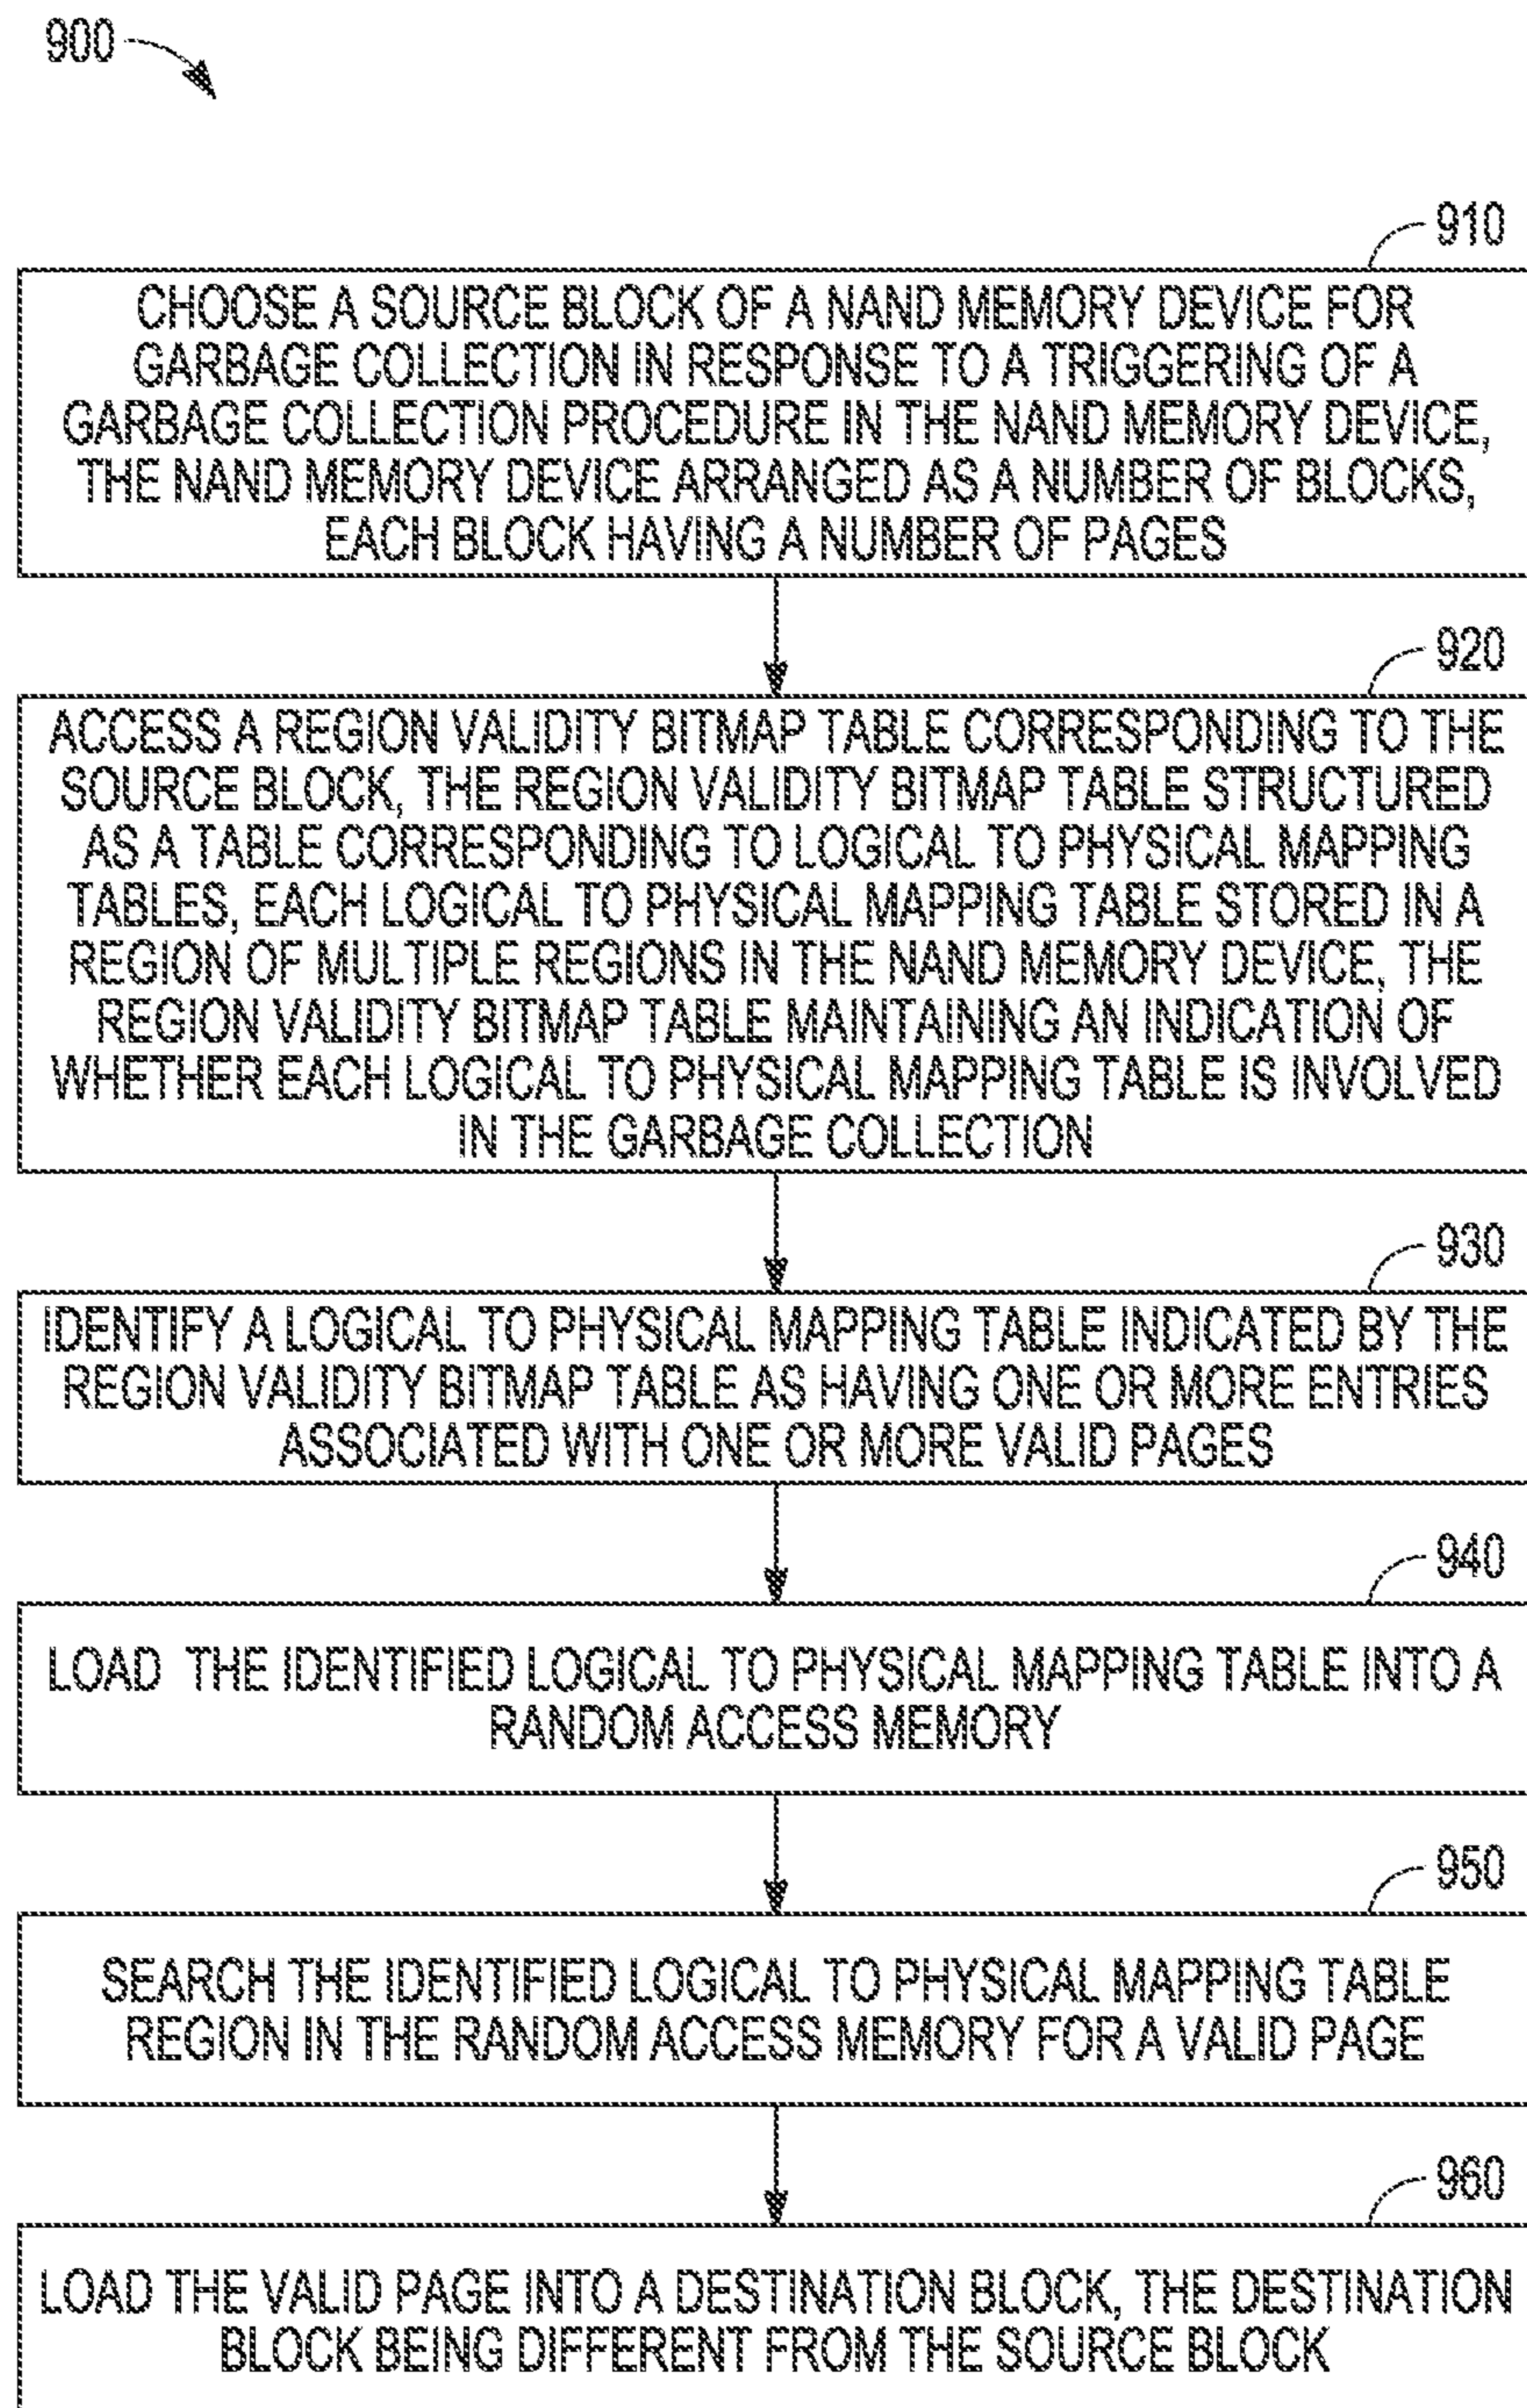 900
910
CHOOSE A SOURCE BLOCK OF A NAND MEMORY DEVICE FOR
GARBAGE COLLECTION IN RESPONSE TO A TRIGGERING OF A
GARBAGE COLLECTION PROCEDURE IN THE NAND MEMORY DEVICE,
THE NAND MEMORY DEVICE ARRANGED AS A NUMBER OF BLOCKS,
EACH BLOCK HAVING A NUMBER OF PAGES
920
ACCESS A REGION VALIDITY BITMAP TABLE CORRESPONDING TO THE
SOURCE BLOCK, THE REGION VALIDITY BITMAP TABLE STRUCTURED
AS A TABLE CORRESPONDING TO LOGICAL TO PHYSICAL MAPPING
TABLES, EACH LOGICAL TO PHYSICAL MAPPING TABLE STORED IN A
REGION OF MULTIPLE REGIONS IN THE NAND MEMORY DEVICE, THE
REGION VALIDITY BITMAP TABLE MAINTAINING AN INDICATION OF
WHETHER EACH LOGICAL TO PHYSICAL MAPPING TABLE IS INVOLVED
IN THE GARBAGE COLLECTION
930
IDENTIFY A LOGICAL TO PHYSICAL MAPPING TABLE INDICATED BY THE
REGION VALIDITY BITMAP TABLE AS HAVING ONE OR MORE ENTRIES
ASSOCIATED WITH ONE OR MORE VALID PAGES
940
LOAD THE IDENTIFIED LOGICAL TO PHYSICAL MAPPING TABLE INTO A
RANDOM ACCESS MEMORY
950
SEARCH THE IDENTIFIED LOGICAL TO PHYSICAL MAPPING TABLE
REGION IN THE RANDOM ACCESS MEMORY FOR A VALID PAGE
960
LOAD THE VALID PAGE INTO A DESTINATION BLOCK, THE DESTINATION
BLOCK BEING DIFFERENT FROM THE SOURCE BLOCK